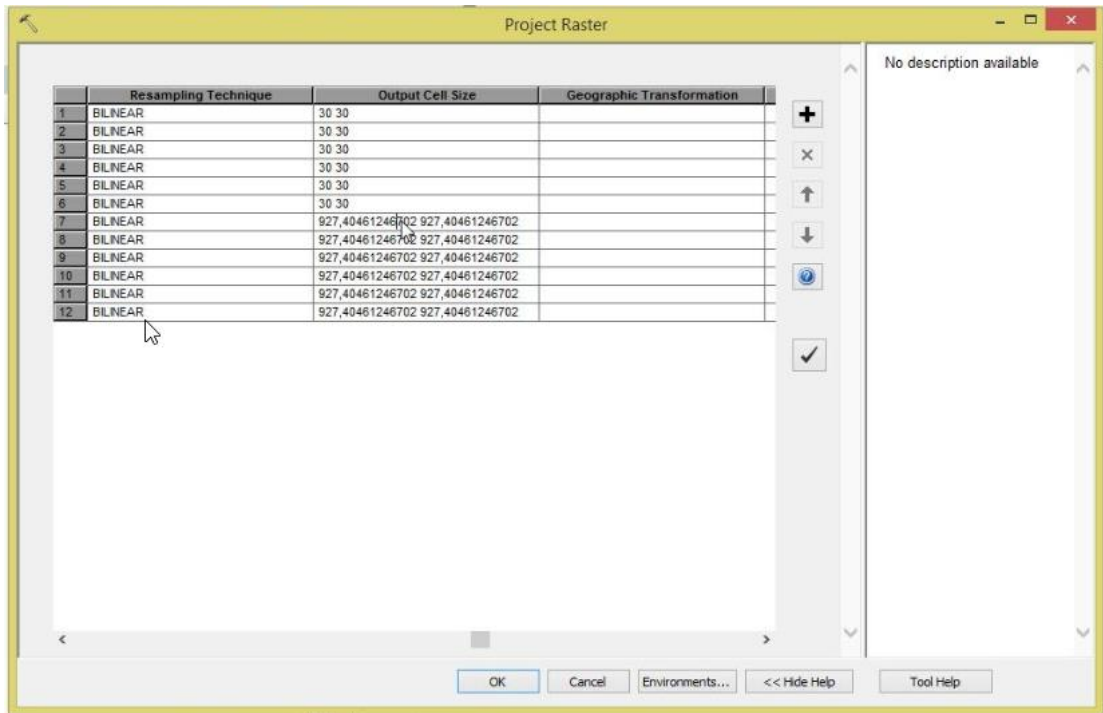 Project Raster
No description available
Resampling Technique Output Cell Size Geographic Transformation
1 BILINEAR 30 30
2 BILINEAR 30 30
3 BILINEAR 30 30
4 BILINEAR 30 30
5 BILINEAR 30 30
6 BILINEAR 30 30
7 BILINEAR 927,40461246702 927,40461246702
8 BILINEAR 927,40461246702 927,40461246702
9 BILINEAR 927,40461246702 927,40461246702
10 BILINEAR 927,40461246702 927,40461246702
11 BILINEAR 927,40461246702 927,40461246702
12 BILINEAR 927,40461246702 927,40461246702
OK Cancel Environments... << Hide Help Tool Help